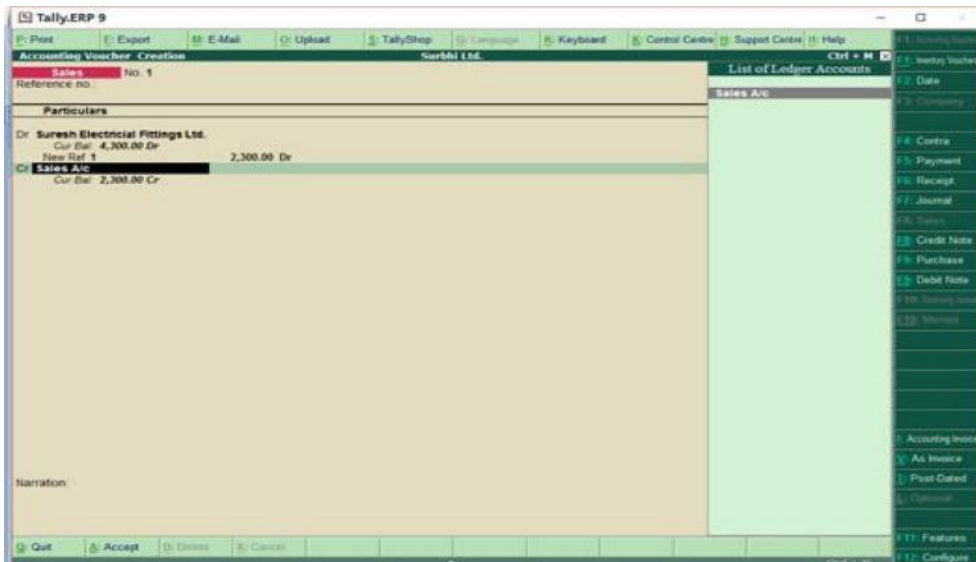 Tally.ERP 9
P: Print E: Export M: E-Mail O: Upload S: TallyShop G: Language K: Keyboard K: Control Centre H: Support Centre H: Help
Accounting Voucher Creation Surbhi Ltd. Ctrl + M
Sales No. 1
Reference no.:
Particulars
Dr Suresh Electricial Fittings Ltd.
Cur Bal: 4,300.00 Dr
New Ref 1 2,300.00 Dr
Cr Sales A/c
Cur Bal: 2,300.00 Cr
Narration:
Q: Quit A: Accept D: Delete X: Cancel
List of Ledger Accounts
Sales A/c
F1: Inventory Vouchers
F2: Date
F3: Company
F4: Contra
F5: Payment
F6: Receipt
F7: Journal
F8: Sales
F8: Credit Note
F9: Purchase
F9: Debit Note
F10: Memos
I: Accounting Invoice
V: As Invoice
T: Post-Dated
L: Optional
F11: Features
F12: Configure